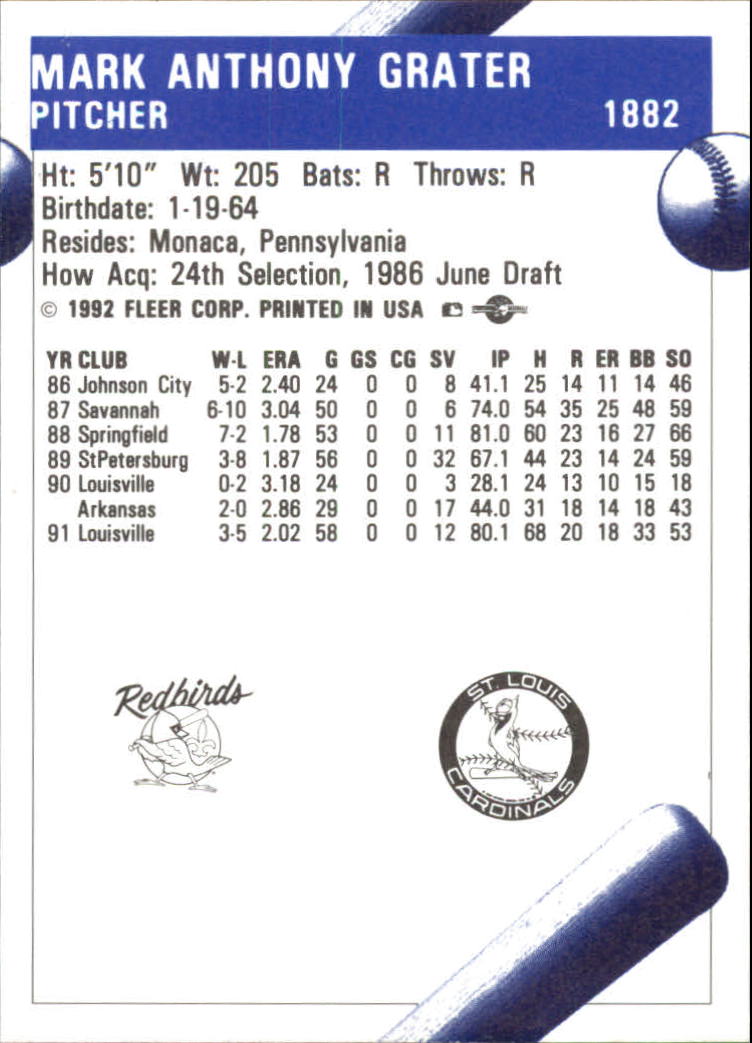 MARK ANTHONY GRATER
PITCHER 1882
Ht: 5'10" Wt: 205 Bats: R Throws: R
Birthdate: 1-19-64
Resides: Monaca, Pennsylvania
How Acq: 24th Selection, 1986 June Draft
© 1992 FLEER CORP. PRINTED IN USA
YR CLUB W-L ERA G GS CG SV IP H R ER BB SO
86 Johnson City 5-2 2.40 24 0 0 8 41.1 25 14 11 14 46
87 Savannah 6-10 3.04 50 0 0 6 74.0 54 35 25 48 59
88 Springfield 7-2 1.78 53 0 0 11 81.0 60 23 16 27 66
89 StPetersburg 3-8 1.87 56 0 0 32 67.1 44 23 14 24 59
90 Louisville 0-2 3.18 24 0 0 3 28.1 24 13 10 15 18
Arkansas 2-0 2.86 29 0 0 17 44.0 31 18 14 18 43
91 Louisville 3-5 2.02 58 0 0 12 80.1 68 20 18 33 53
Redbirds
ST. LOUIS
CARDINALS